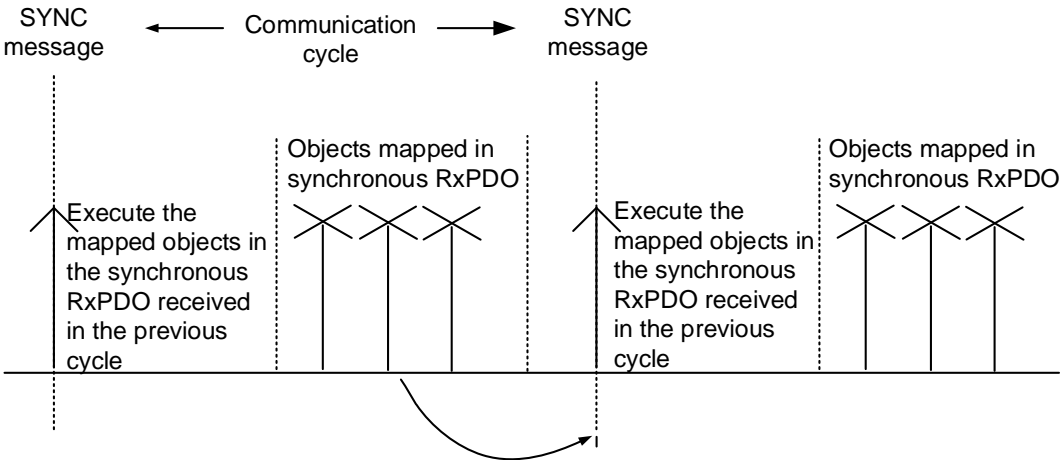 SYNC
message
Communication
cycle
SYNC
message
Objects mapped in
synchronous RxPDO
Objects mapped in
synchronous RxPDO
Execute the
mapped objects in
the synchronous
RxPDO received
in the previous
cycle
Execute the
mapped objects in
the synchronous
RxPDO received
in the previous
cycle